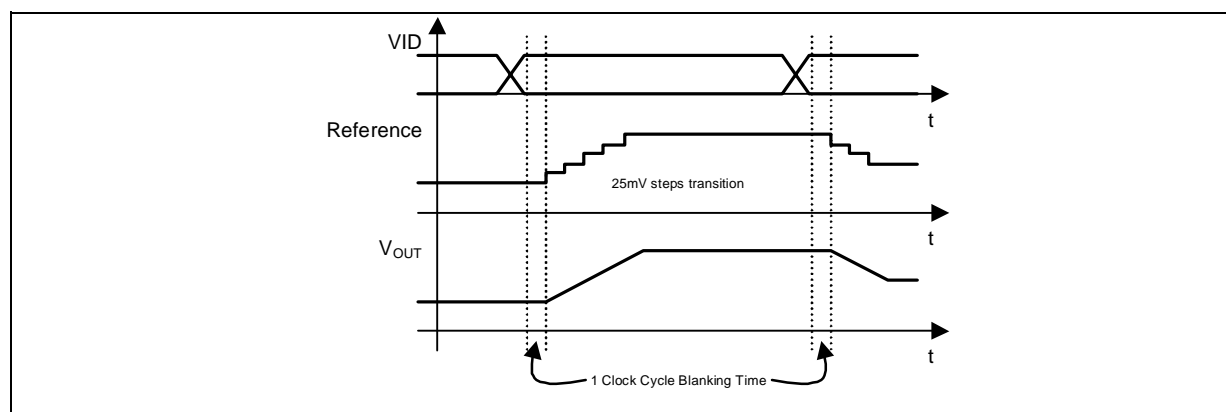 VID
t
Reference
25mV steps transition
t
VOUT
t
1 Clock Cycle Blanking Time